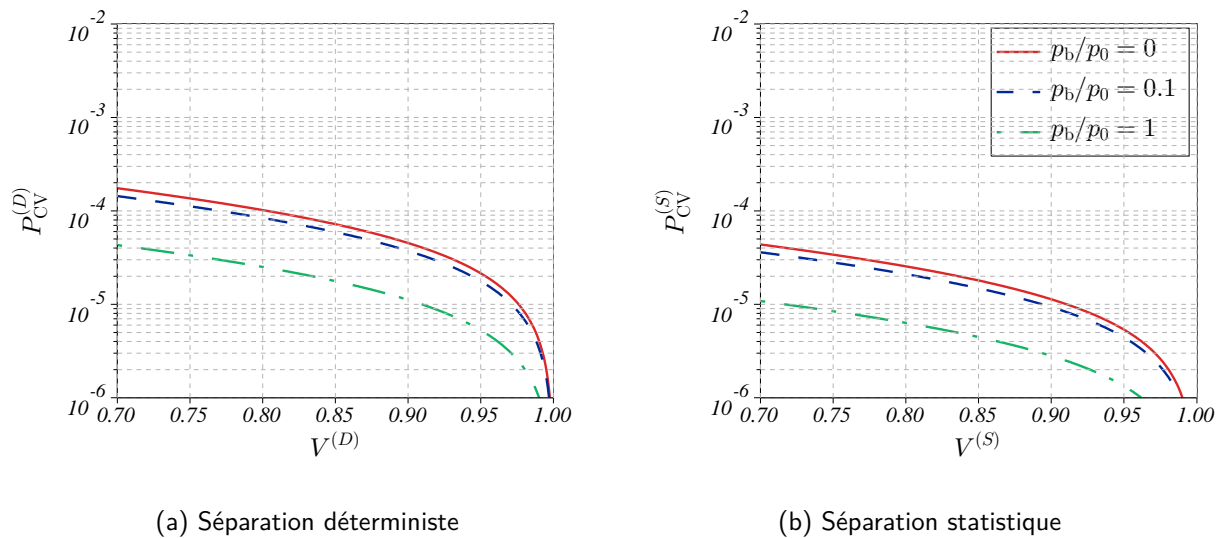 10^-2
10^-3
10^-4
10^-5
10^-6
0.70 0.75 0.80 0.85 0.90 0.95 1.00
P_CV^(D)
V^(D)
(a) Séparation déterministe
10^-2
10^-3
10^-4
10^-5
10^-6
0.70 0.75 0.80 0.85 0.90 0.95 1.00
P_CV^(S)
V^(S)
p_b/p_0 = 0
p_b/p_0 = 0.1
p_b/p_0 = 1
(b) Séparation statistique